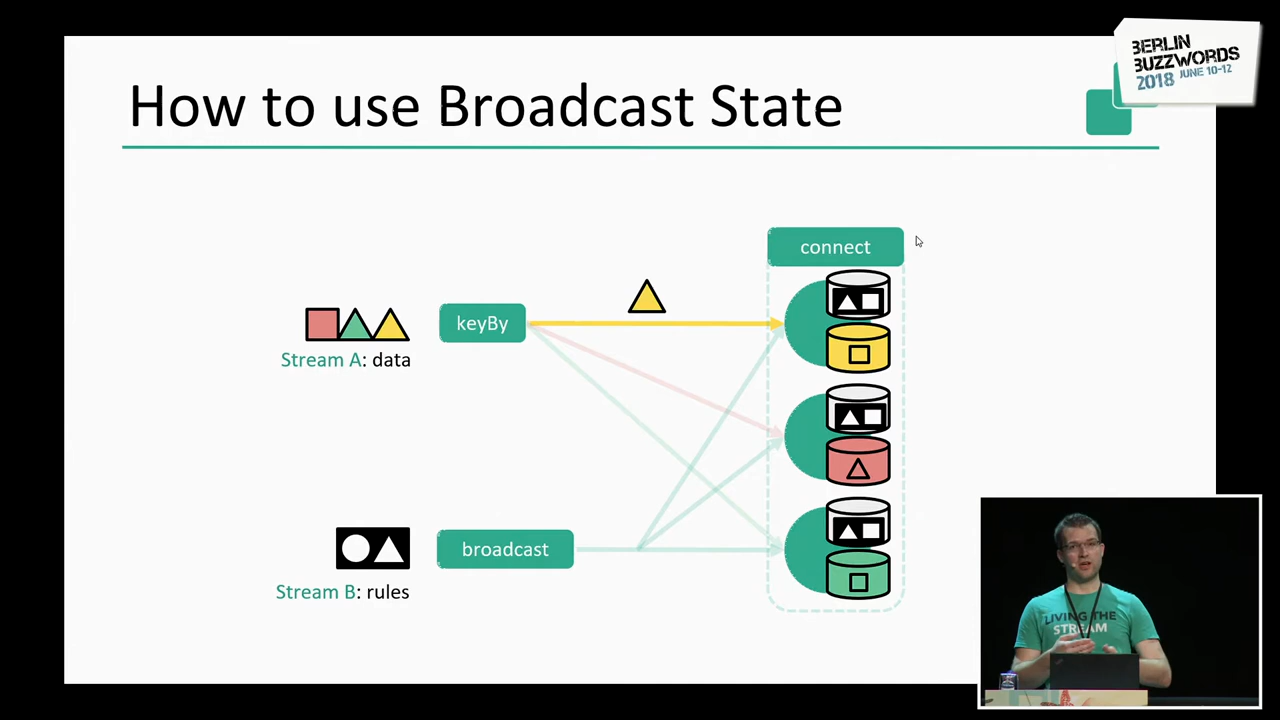 BERLIN
BUZZWORDS
2018 JUNE 10-12
How to use Broadcast State
connect
keyBy
Stream A: data
broadcast
Stream B: rules
LIVING THE
STREAM